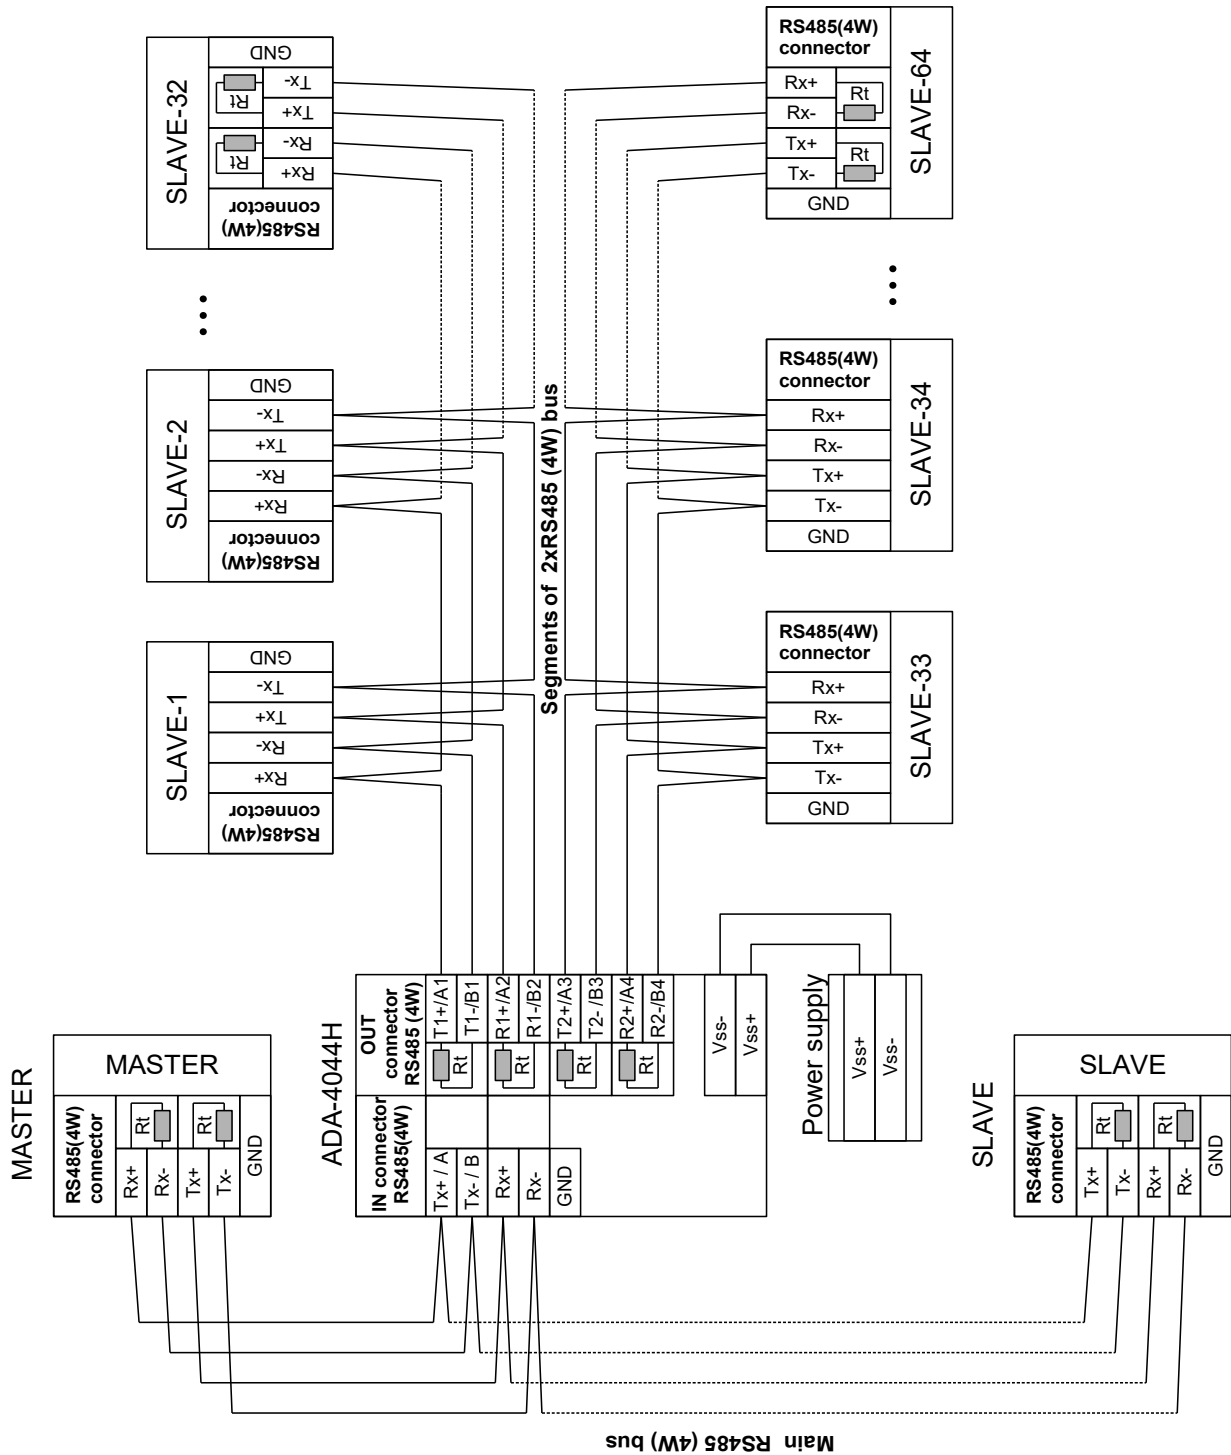 SLAVE-32
GND
Tx-
Tx+
Rx-
Rx+
Rt
Rt
RS485(4W)
connector
SLAVE-2
GND
Tx-
Tx+
Rx-
Rx+
RS485(4W)
connector
SLAVE-1
GND
Tx-
Tx+
Rx-
Rx+
RS485(4W)
connector
Segments of 2xRS485 (4W) bus
RS485(4W)
connector
Rx+
Rx-
Tx+
Tx-
GND
Rt
Rt
SLAVE-64
RS485(4W)
connector
Rx+
Rx-
Tx+
Tx-
GND
SLAVE-34
RS485(4W)
connector
Rx+
Rx-
Tx+
Tx-
GND
SLAVE-33
MASTER
MASTER
RS485(4W)
connector
Rt
Rt
Rx+
Rx-
Tx+
Tx-
GND
ADA-4044H
OUT
connector
RS485 (4W)
T1+/A1
T1-/B1
R1+/A2
R1-/B2
T2+/A3
T2-/B3
R2+/A4
R2-/B4
Rt
Rt
Rt
Rt
IN connector
RS485(4W)
Tx+ / A
Tx- / B
Rx+
Rx-
GND
Vss-
Vss+
Power supply
Vss+
Vss-
SLAVE
SLAVE
RS485(4W)
connector
Rt
Rt
Tx+
Tx-
Rx+
Rx-
GND
Main RS485 (4W) bus